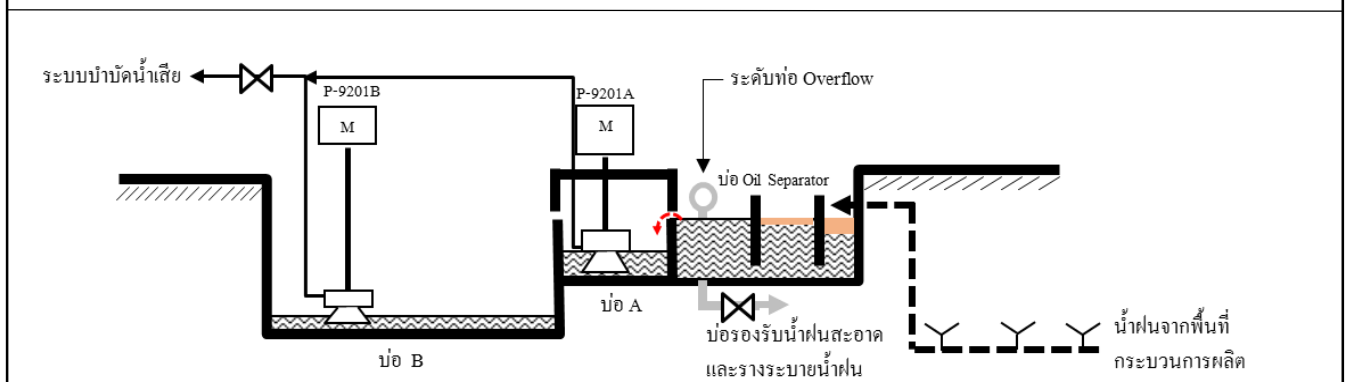 ระบบบำบัดน้ำเสีย
P-9201B
M
P-9201A
M
ระดับท่อ Overflow
บ่อ Oil Separator
บ่อ A
บ่อ B
บ่อรองรับน้ำฝนสะอาด
และรางระบายน้ำฝน
น้ำฝนจากพื้นที่
กระบวนการผลิต